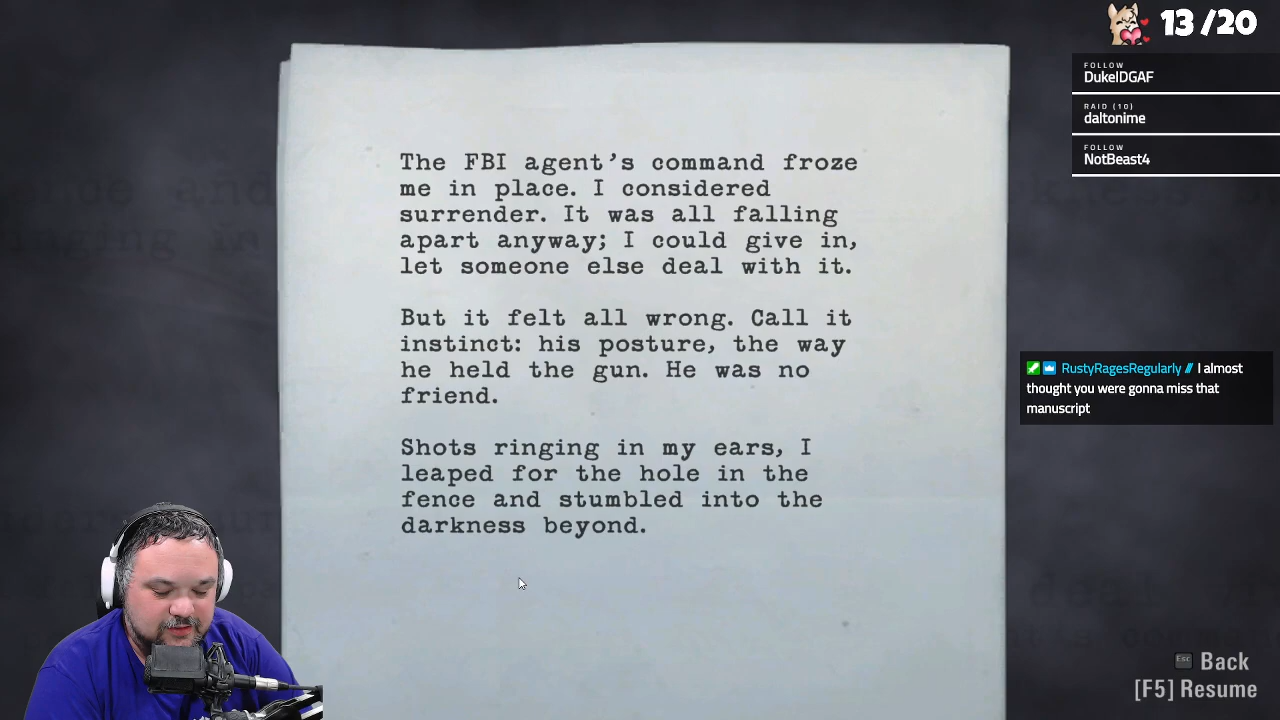 13/20
FOLLOW
DukeIDGAF
RAID (10)
daltonime
FOLLOW
NotBeast4
The FBI agent's command froze
me in place. I considered
surrender. It was all falling
apart anyway; I could give in,
let someone else deal with it.
But it felt all wrong. Call it
instinct: his posture, the way
he held the gun. He was no
friend.
Shots ringing in my ears, I
leaped for the hole in the
fence and stumbled into the
darkness beyond.
RustyRagesRegularly // I almost
thought you were gonna miss that
manuscript
Esc Back
[F5] Resume